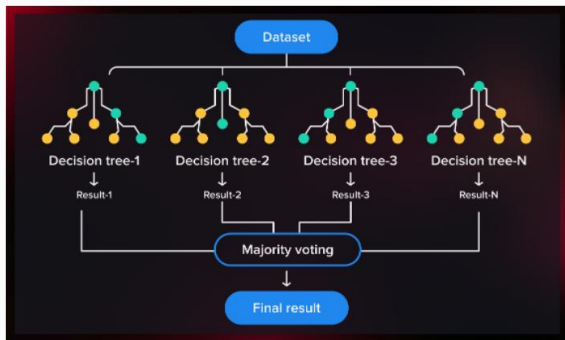 Dataset
Decision tree-1
Decision tree-2
Decision tree-3
Decision tree-N
Result-1
Result-2
Result-3
Result-N
Majority voting
Final result